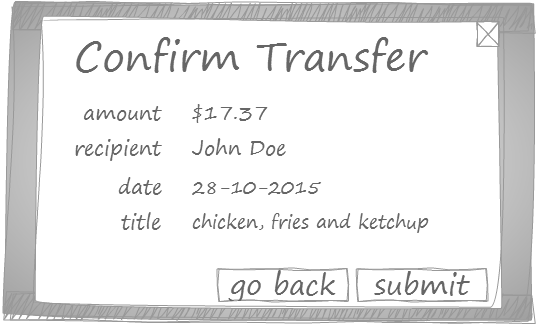 Confirm Transfer
amount $17.37
recipient John Doe
date 28-10-2015
title chicken, fries and ketchup
go back submit